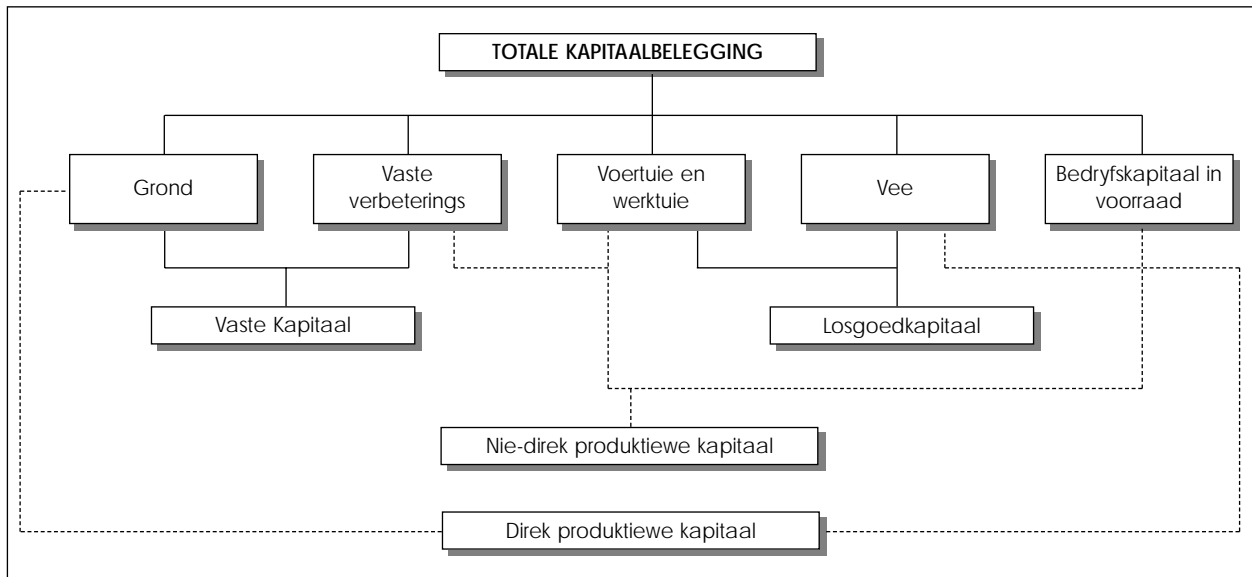 TOTALE KAPITAALBELEGGING
Grond
Vaste
verbeterings
Voertuie en
werktuie
Vee
Bedryfskapitaal in
voorraad
Vaste Kapitaal
Losgoedkapitaal
Nie-direk produktiewe kapitaal
Direk produktiewe kapitaal